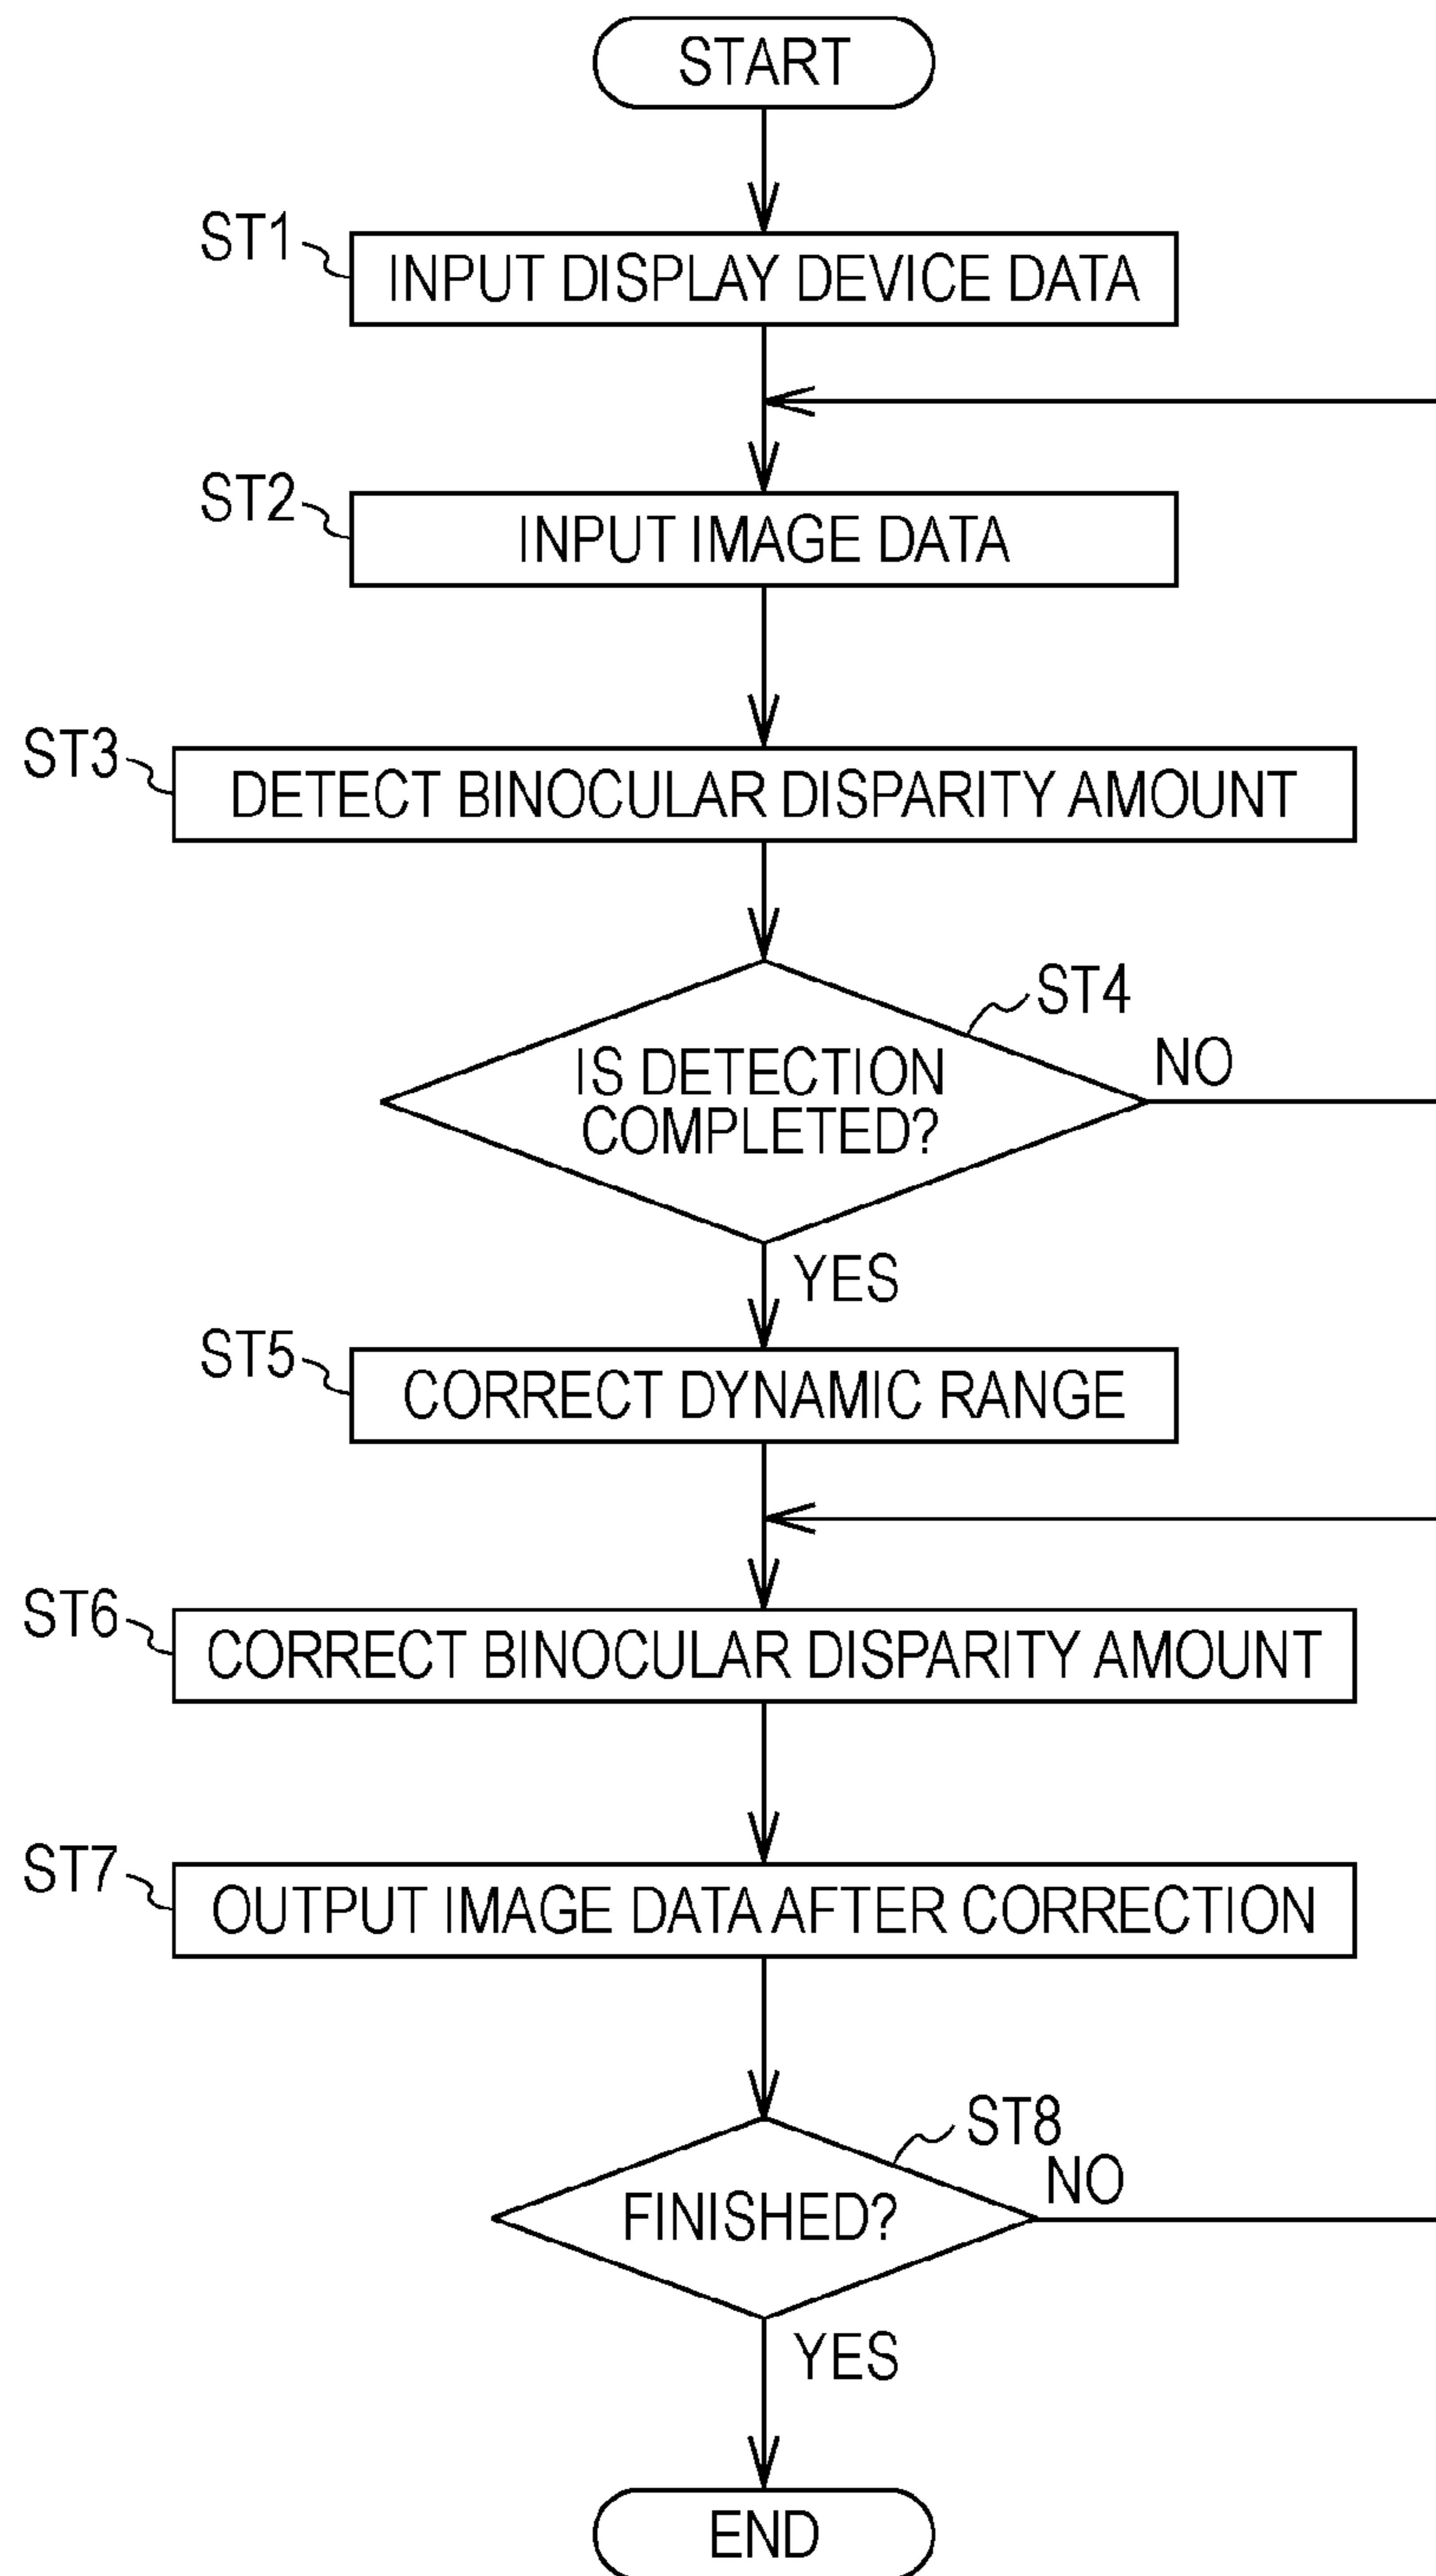 START
ST1
INPUT DISPLAY DEVICE DATA
ST2
INPUT IMAGE DATA
ST3
DETECT BINOCULAR DISPARITY AMOUNT
ST4
IS DETECTION
COMPLETED?
NO
YES
ST5
CORRECT DYNAMIC RANGE
ST6
CORRECT BINOCULAR DISPARITY AMOUNT
ST7
OUTPUT IMAGE DATA AFTER CORRECTION
ST8
FINISHED?
NO
YES
END